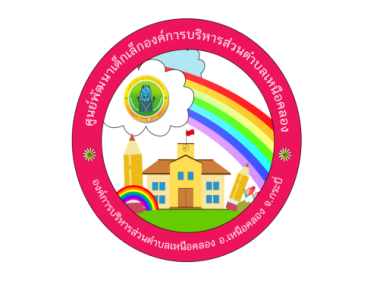 ศูนย์พัฒนาเด็กเล็กองค์การบริหารส่วนตำบลเหนือคลอง
องค์การบริหารส่วนตำบลเหนือคลอง อ.เหนือคลอง จ.กระบี่